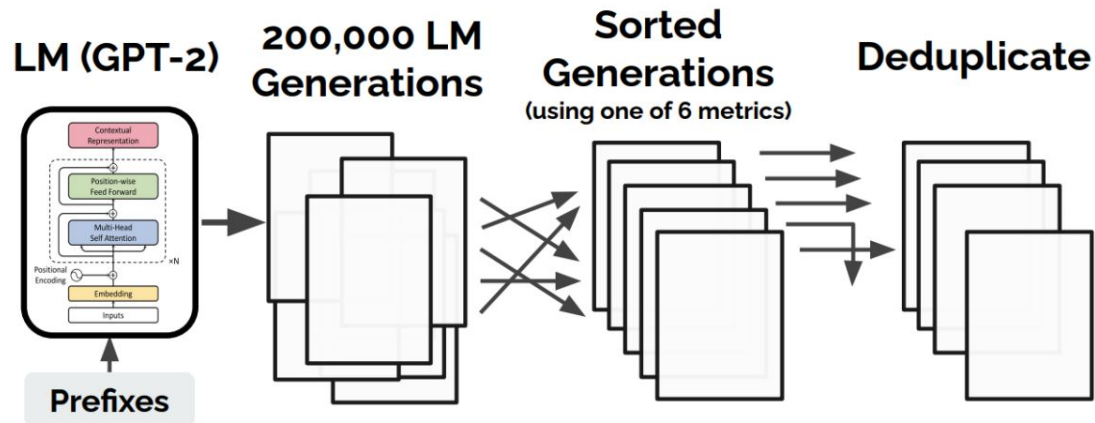 LM (GPT-2)
200,000 LM
Generations
Sorted
Generations
(using one of 6 metrics)
Deduplicate
Contextual
Representation
Position-wise
Feed Forward
Multi-Head
Self Attention
×N
Positional
Encoding
Embedding
Inputs
Prefixes